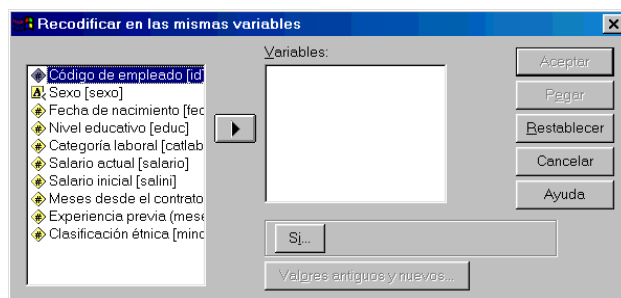 Recodificar en las mismas variables
Variables:
Código de empleado [id]
Sexo [sexo]
Fecha de nacimiento [fec
Nivel educativo [educ]
Categoría laboral [catlab
Salario actual [salario]
Salario inicial [salini]
Meses desde el contrato
Experiencia previa (mese
Clasificación étnica [minc
Aceptar
Pegar
Restablecer
Cancelar
Ayuda
Si...
Valores antiguos y nuevos...